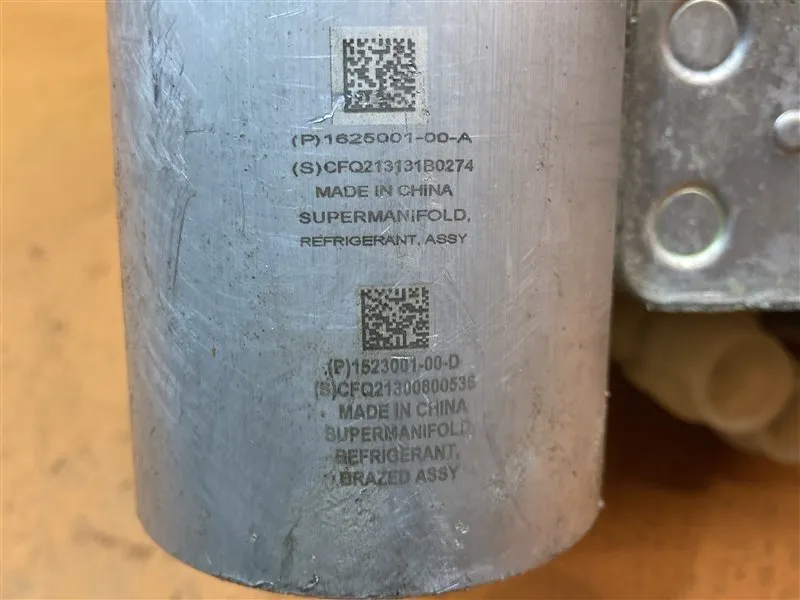 (P)1625001-00-A
(S)CFQ213131B0274
MADE IN CHINA
SUPERMANIFOLD,
REFRIGERANT, ASSY
(P)1523001-00-D
(S)CFQ21300800536
MADE IN CHINA
SUPERMANIFOLD,
REFRIGERANT,
BRAZED ASSY